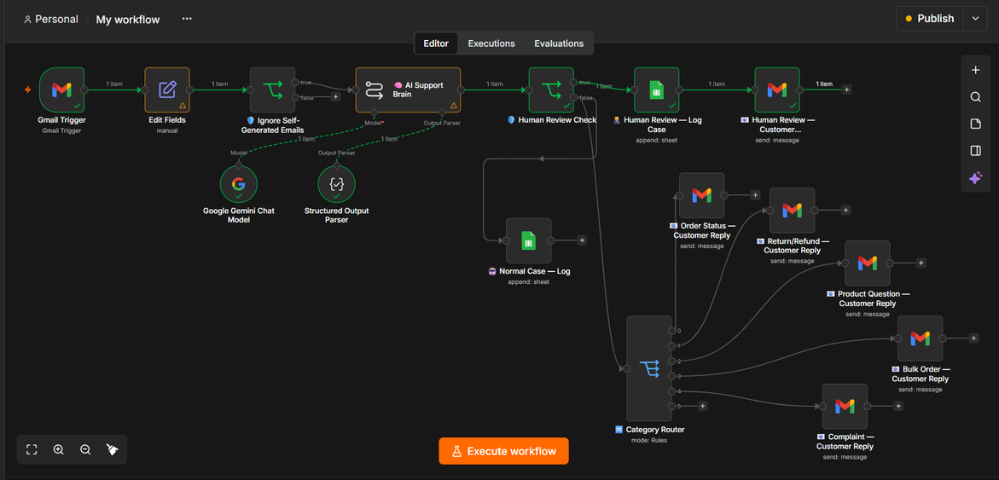 Personal / My workflow ...
Publish
Editor Executions Evaluations
1 item
1 item
1 item
1 item
1 item
1 item
true
false
true
false
Gmail Trigger
Gmail Trigger
Edit Fields
manual
🛡️ Ignore Self-
Generated Emails
🧠 AI Support
Brain
Model*
Output Parser
🛡️ Human Review Check
🙋 Human Review — Log
Case
append: sheet
📧 Human Review —
Customer...
send: message
1 item
1 item
Model
Output Parser
Google Gemini Chat
Model
Structured Output
Parser
📧 Order Status —
Customer Reply
send: message
📧 Return/Refund —
Customer Reply
send: message
Normal Case — Log
append: sheet
📧 Product Question —
Customer Reply
send: message
0
1
2
3
4
5
📧 Bulk Order —
Customer Reply
send: message
🔀 Category Router
mode: Rules
📧 Complaint —
Customer Reply
send: message
Execute workflow